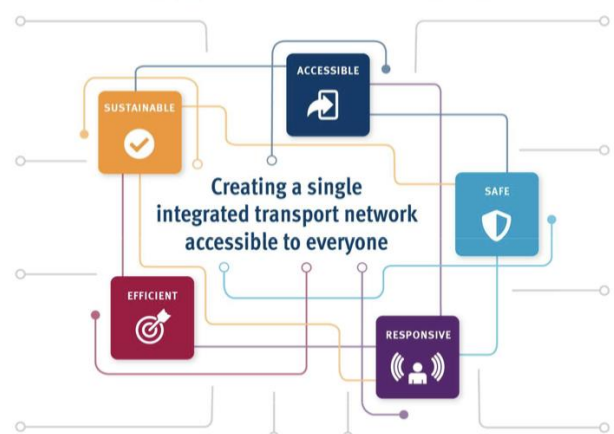 ACCESSIBLE
SUSTAINABLE
Creating a single
integrated transport network
accessible to everyone
SAFE
EFFICIENT
RESPONSIVE